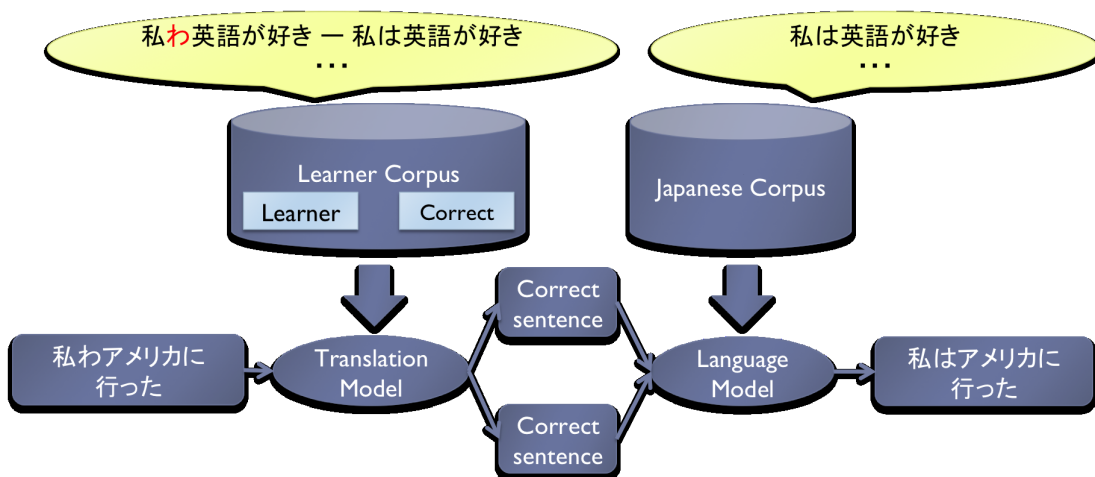 私わ英語が好き ー 私は英語が好き
・・・
私は英語が好き
・・・
Learner Corpus
Learner
Correct
Japanese Corpus
私わアメリカに
行った
Translation
Model
Correct
sentence
Correct
sentence
Language
Model
私はアメリカに
行った